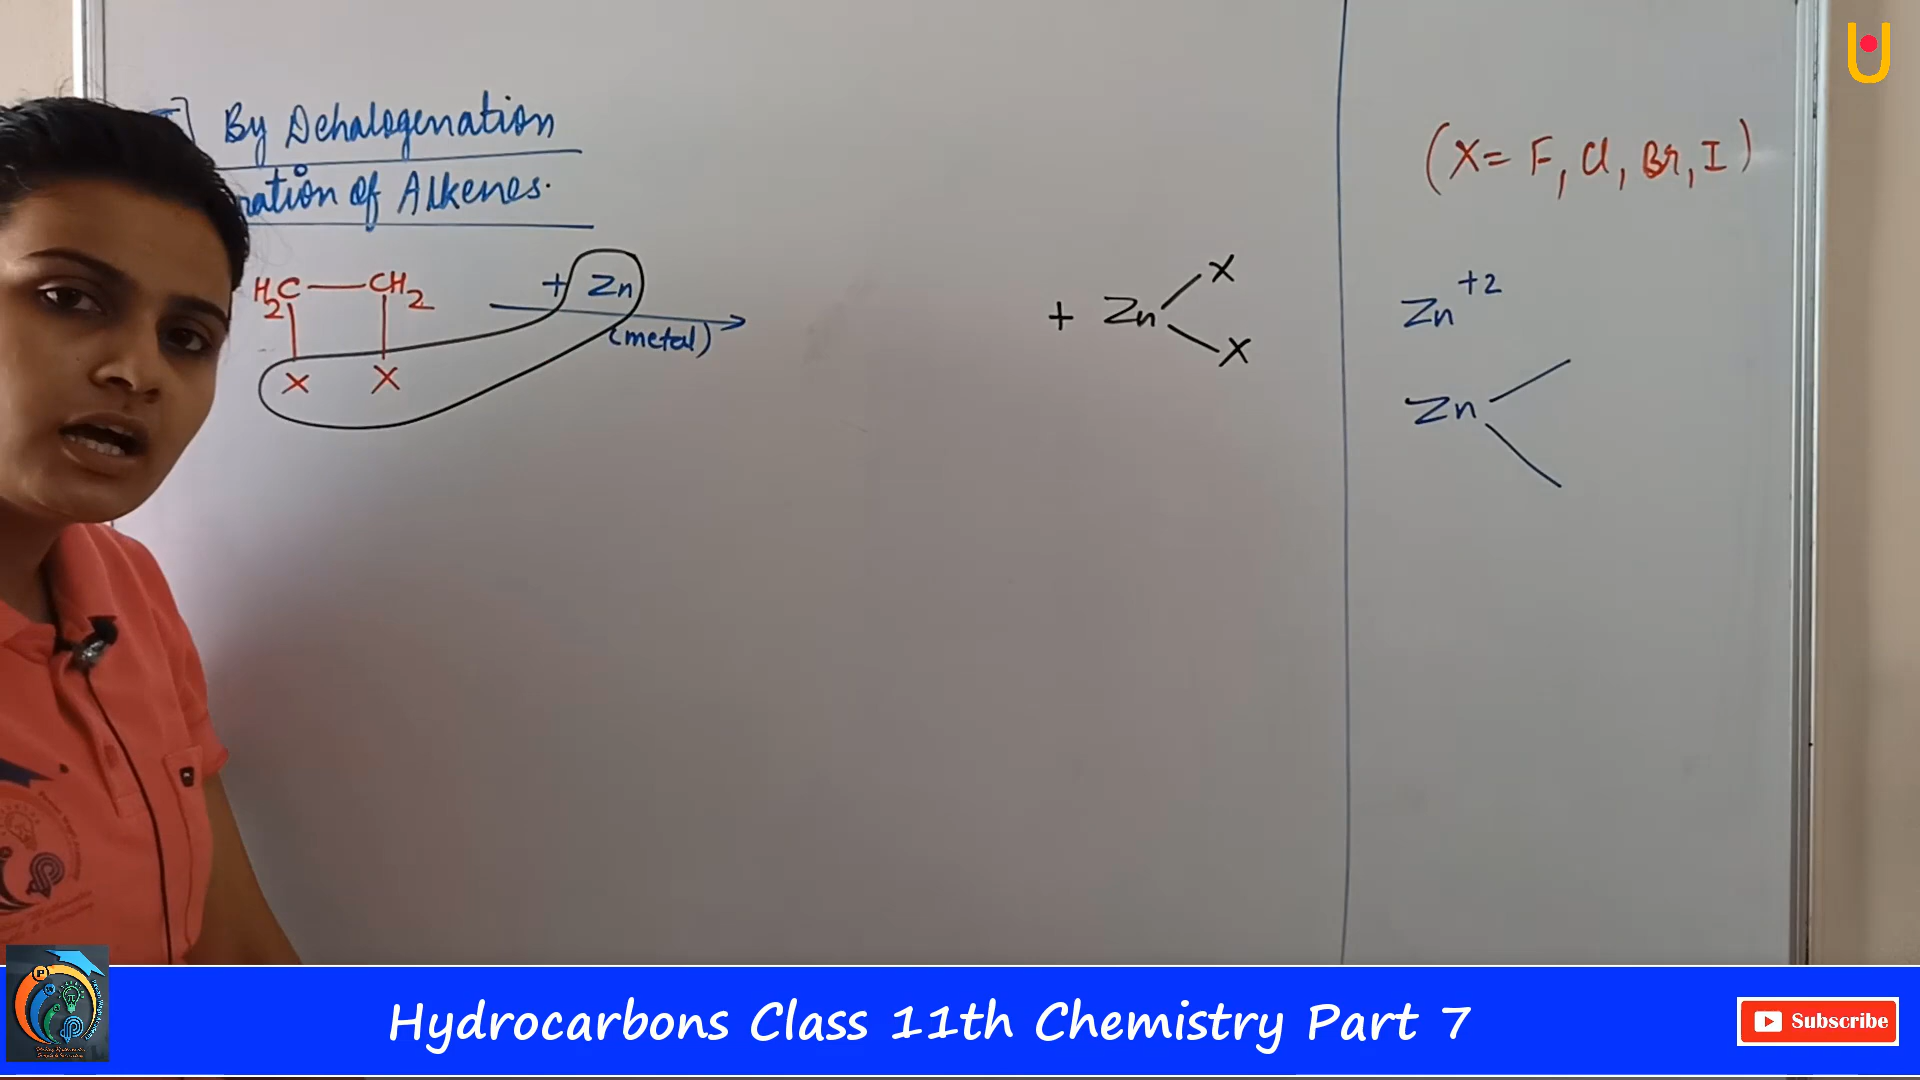 By Dehalogenation
ration of Alkenes.
H2C — CH2 + Zn
(metal)
X X
+ Zn
X
X
(X = F, Cl, Br, I)
Zn+2
Zn
Hydrocarbons Class 11th Chemistry Part 7
Subscribe